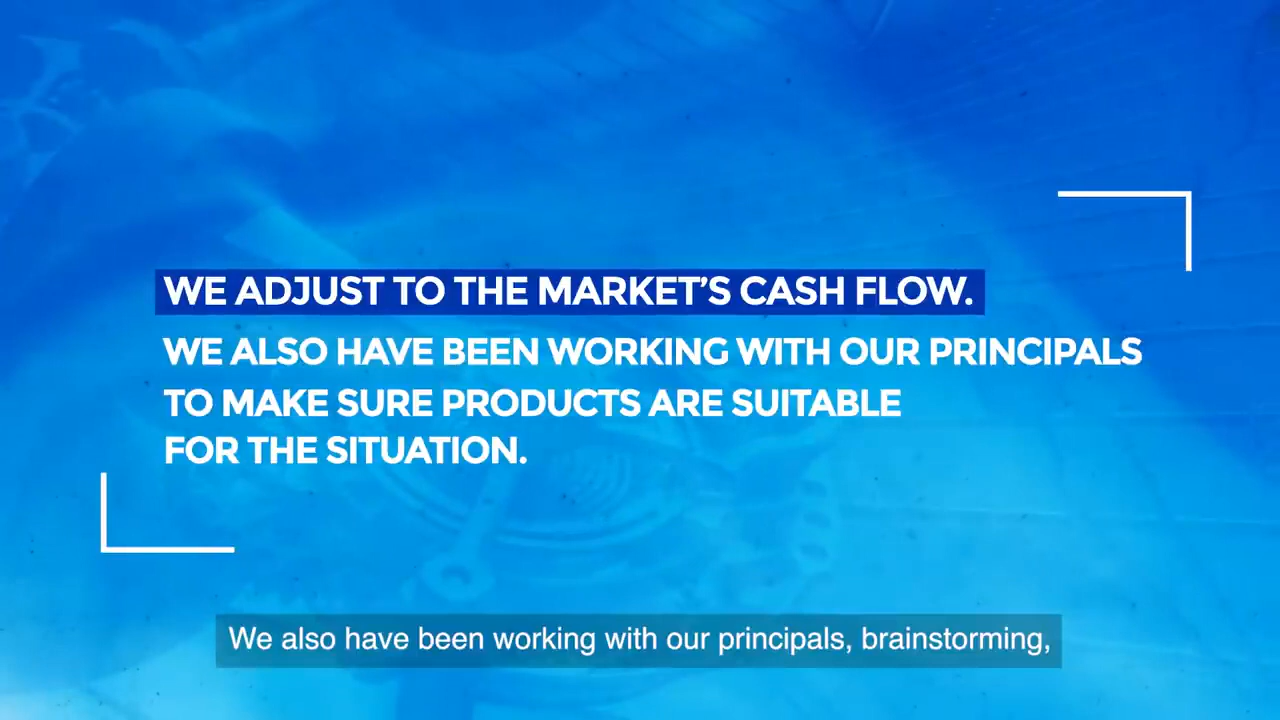 WE ADJUST TO THE MARKET’S CASH FLOW.
WE ALSO HAVE BEEN WORKING WITH OUR PRINCIPALS
TO MAKE SURE PRODUCTS ARE SUITABLE
FOR THE SITUATION.
We also have been working with our principals, brainstorming,